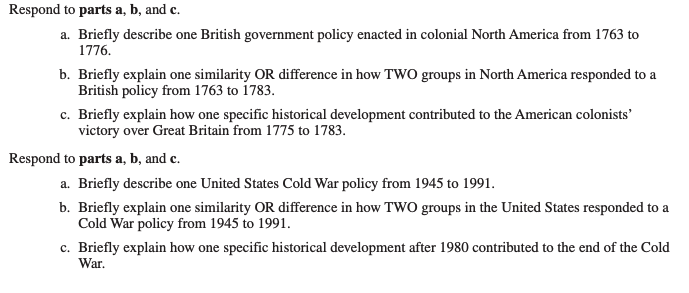 Respond to parts a, b, and c.
a. Briefly describe one British government policy enacted in colonial North America from 1763 to
1776.
b. Briefly explain one similarity OR difference in how TWO groups in North America responded to a
British policy from 1763 to 1783.
c. Briefly explain how one specific historical development contributed to the American colonists’
victory over Great Britain from 1775 to 1783.
Respond to parts a, b, and c.
a. Briefly describe one United States Cold War policy from 1945 to 1991.
b. Briefly explain one similarity OR difference in how TWO groups in the United States responded to a
Cold War policy from 1945 to 1991.
c. Briefly explain how one specific historical development after 1980 contributed to the end of the Cold
War.